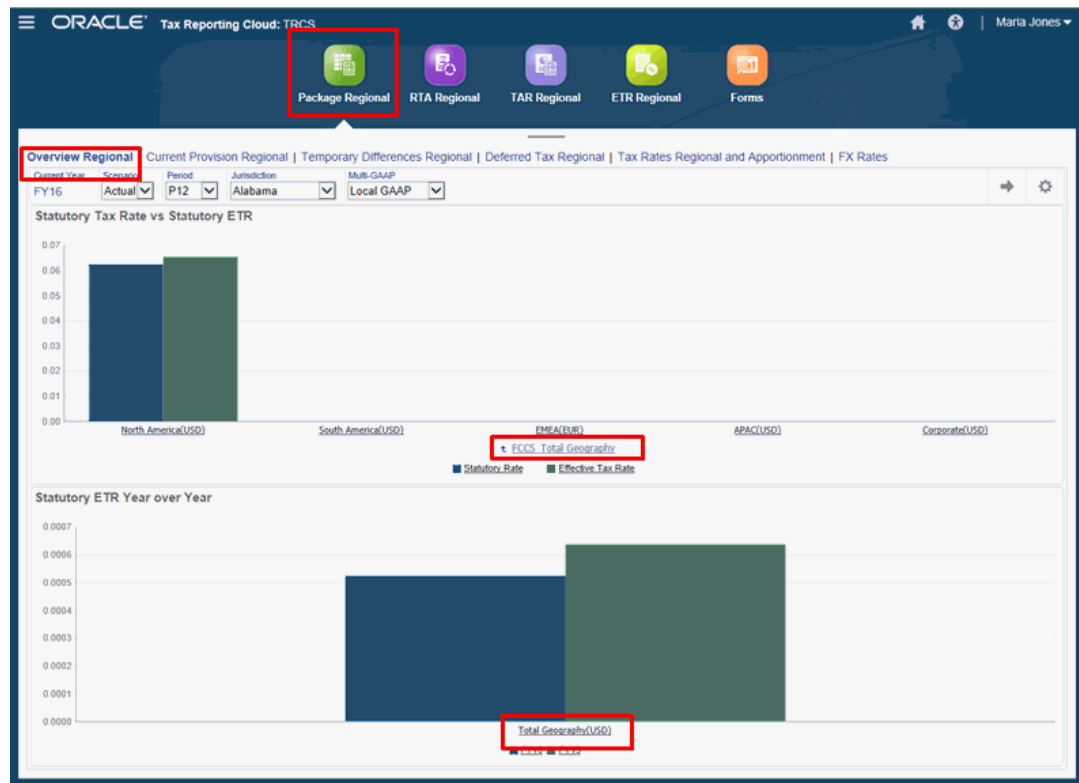 ORACLE® Tax Reporting Cloud: TRCS | Maria Jones
Package Regional RTA Regional TAR Regional ETR Regional Forms
Overview Regional Current Provision Regional | Temporary Differences Regional | Deferred Tax Regional | Tax Rates Regional and Apportionment | FX Rates
Current Year Scenario Period Jurisdiction Multi-GAAP
FY16 Actual P12 Alabama Local GAAP
Statutory Tax Rate vs Statutory ETR
0.07
0.06
0.05
0.04
0.03
0.02
0.01
0.00
North America(USD) South America(USD) EMEA(EUR) APAC(USD) Corporate(USD)
FCCS_Total Geography
Statutory Rate Effective Tax Rate
Statutory ETR Year over Year
0.0007
0.0006
0.0005
0.0004
0.0003
0.0002
0.0001
0.0000
Total Geography(USD)